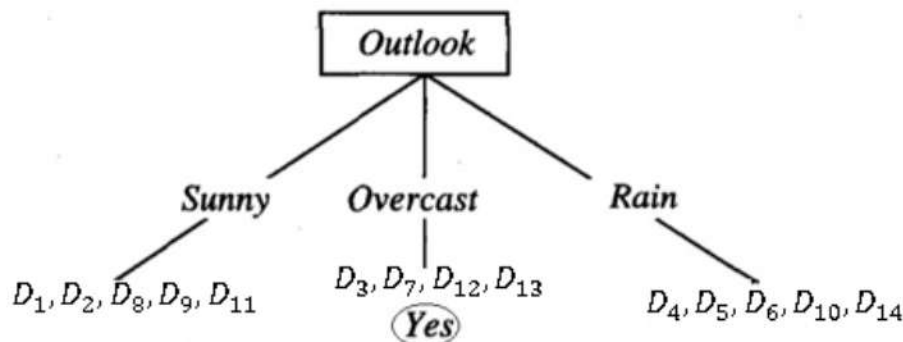 Outlook
Sunny Overcast Rain
D₁, D₂, D₈, D₉, D₁₁
D₃, D₇, D₁₂, D₁₃
D₄, D₅, D₆, D₁₀, D₁₄
Yes